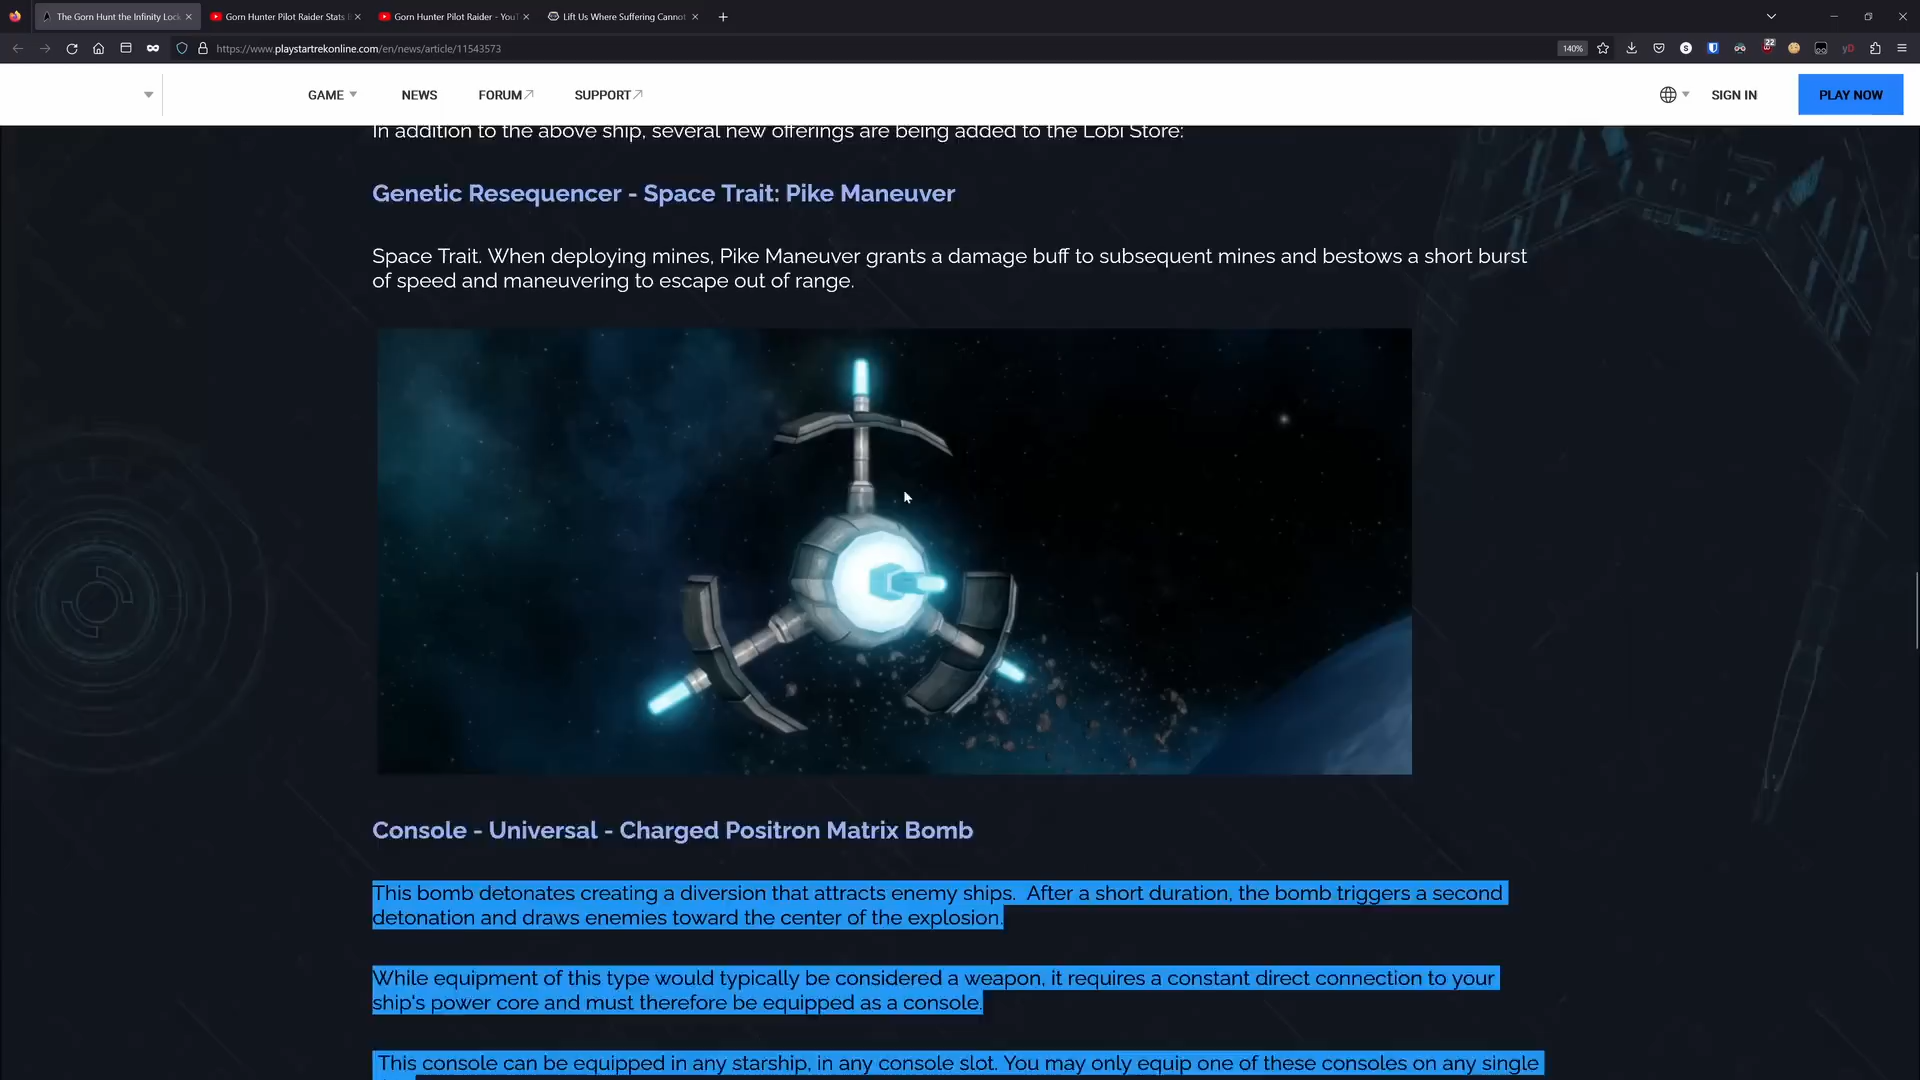 The Gorn Hunt the Infinity Lock
Gorn Hunter Pilot Raider Stats
Gorn Hunter Pilot Raider - YouT
Lift Us Where Suffering Cannot
https://www.playstartrekonline.com/en/news/article/11543573
140%
22
GAME
NEWS
FORUM
SUPPORT
SIGN IN
PLAY NOW
In addition to the above ship, several new offerings are being added to the Lobi Store:
Genetic Resequencer - Space Trait: Pike Maneuver
Space Trait. When deploying mines, Pike Maneuver grants a damage buff to subsequent mines and bestows a short burst
of speed and maneuvering to escape out of range.
Console - Universal - Charged Positron Matrix Bomb
This bomb detonates creating a diversion that attracts enemy ships.  After a short duration, the bomb triggers a second
detonation and draws enemies toward the center of the explosion.
While equipment of this type would typically be considered a weapon, it requires a constant direct connection to your
ship's power core and must therefore be equipped as a console.
This console can be equipped in any starship, in any console slot. You may only equip one of these consoles on any single